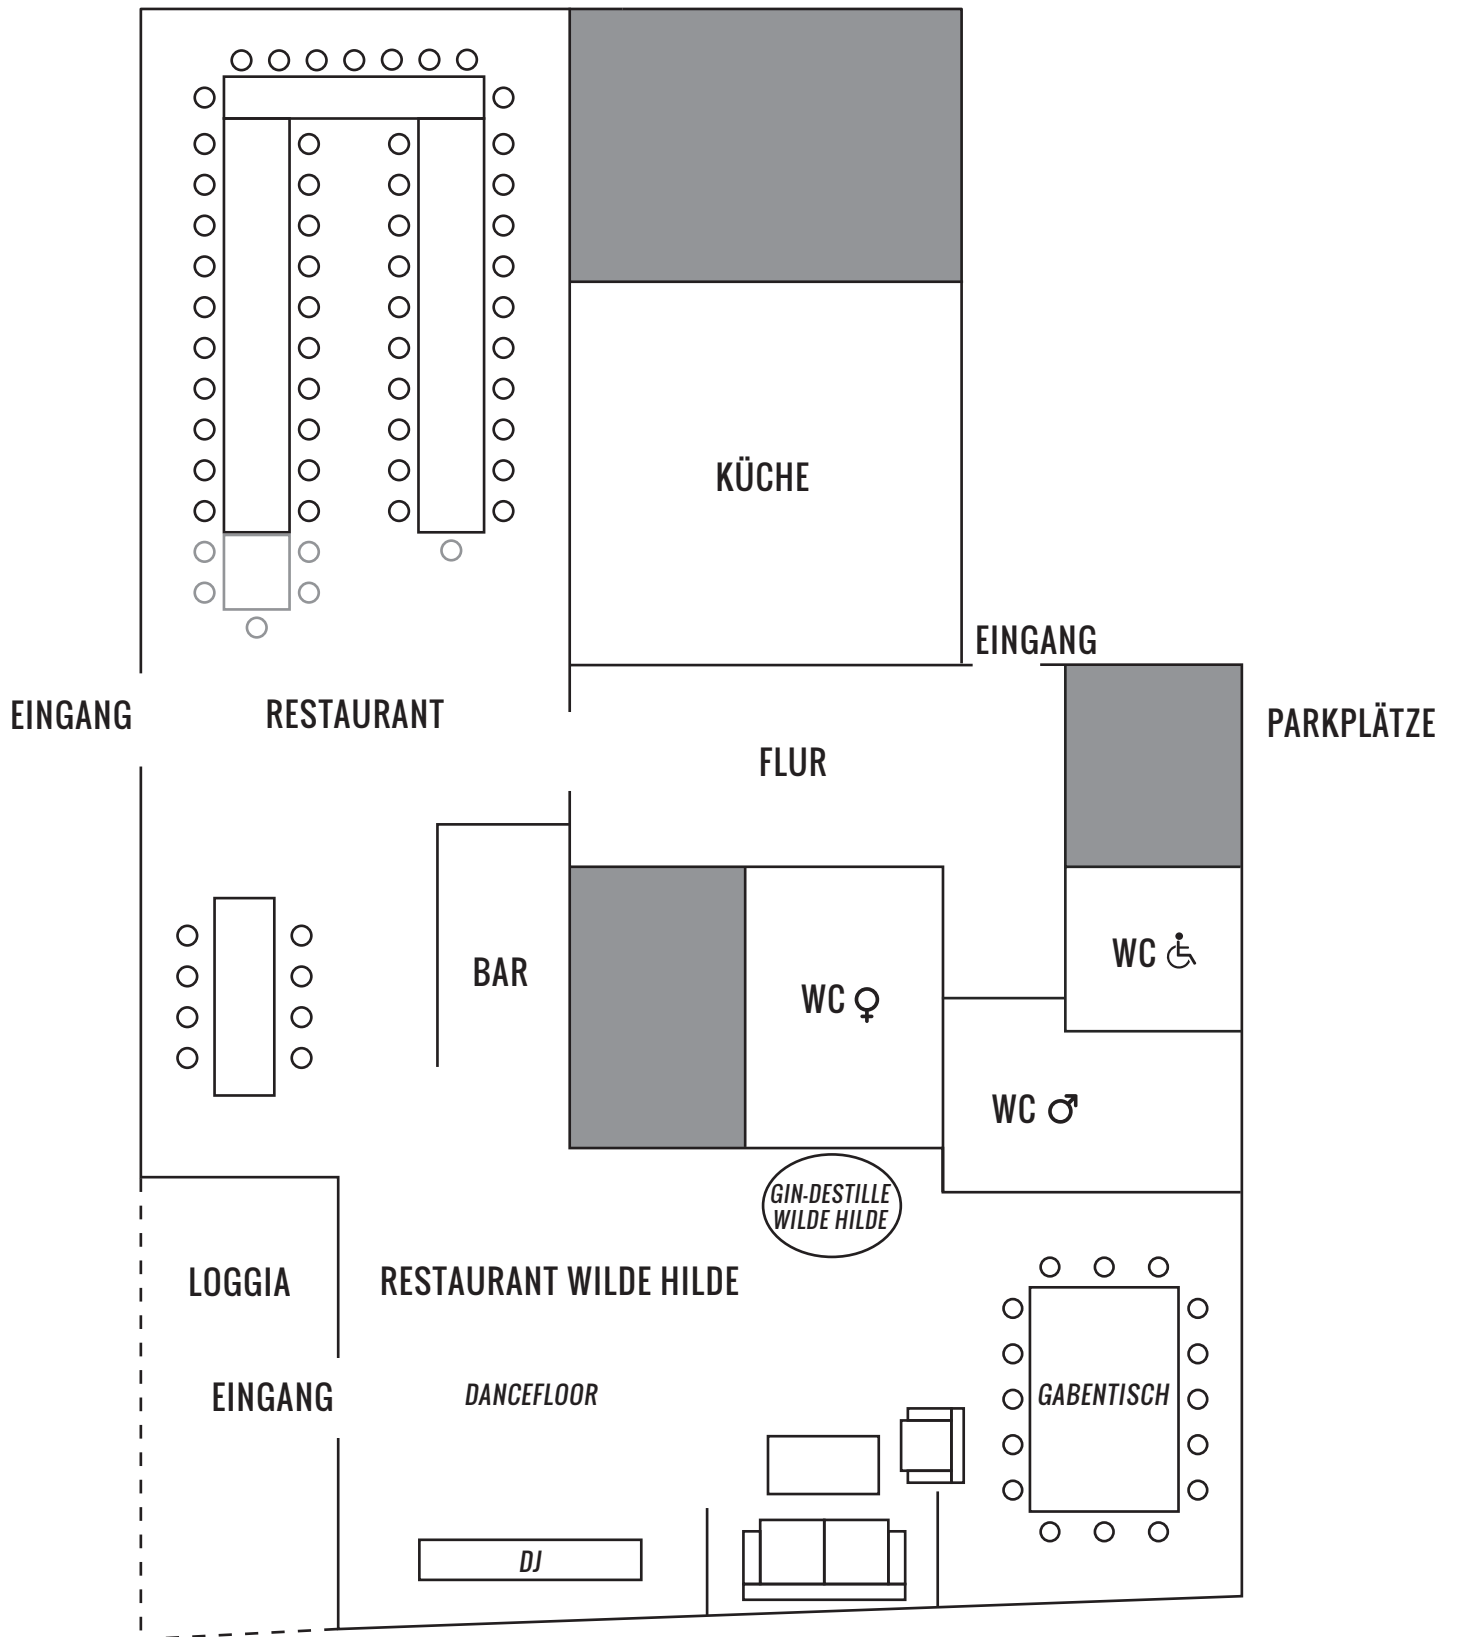 KÜCHE
EINGANG
EINGANG
RESTAURANT
PARKPLÄTZE
FLUR
WC
BAR
WC
WC
GIN-DESTILLE
WILDE HILDE
LOGGIA
RESTAURANT WILDE HILDE
EINGANG
DANCEFLOOR
GABENTISCH
DJ